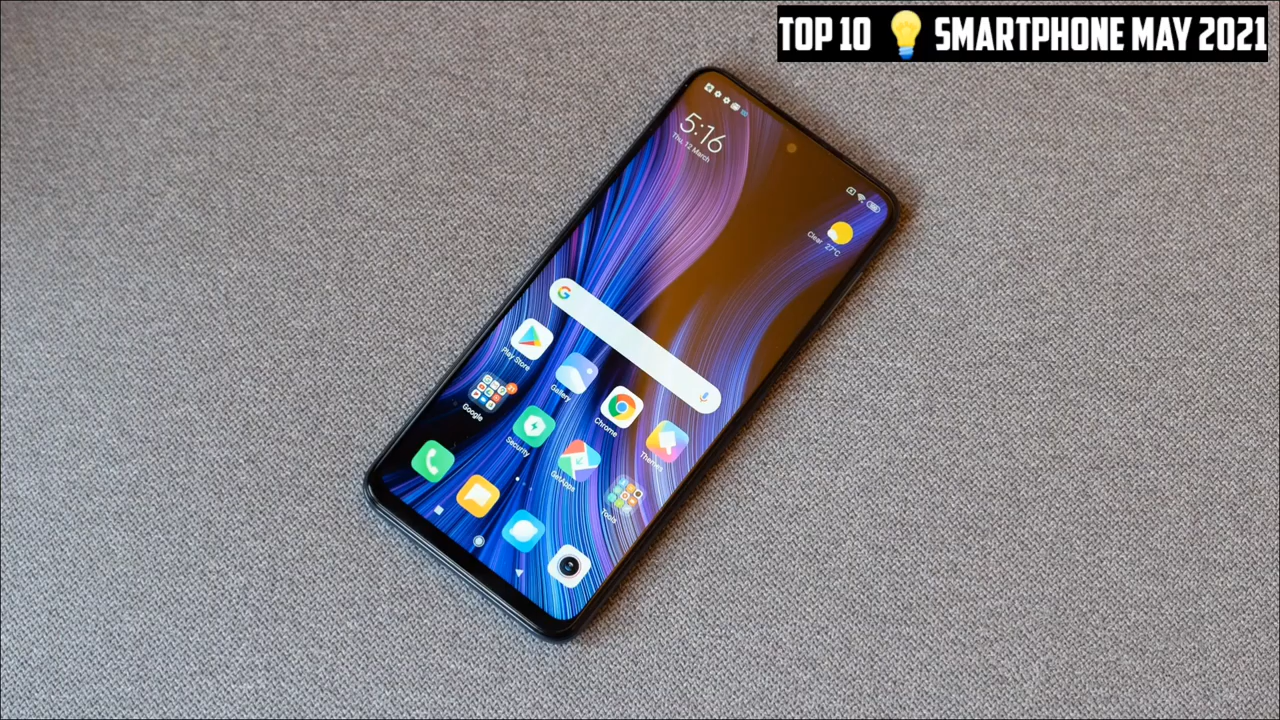 TOP 10 💡 SMARTPHONE MAY 2021
5:16
Thu, 12 March
Clear 27°C
Play Store
Gallery
Chrome
Themes
Google
Security
GetApps
Tools